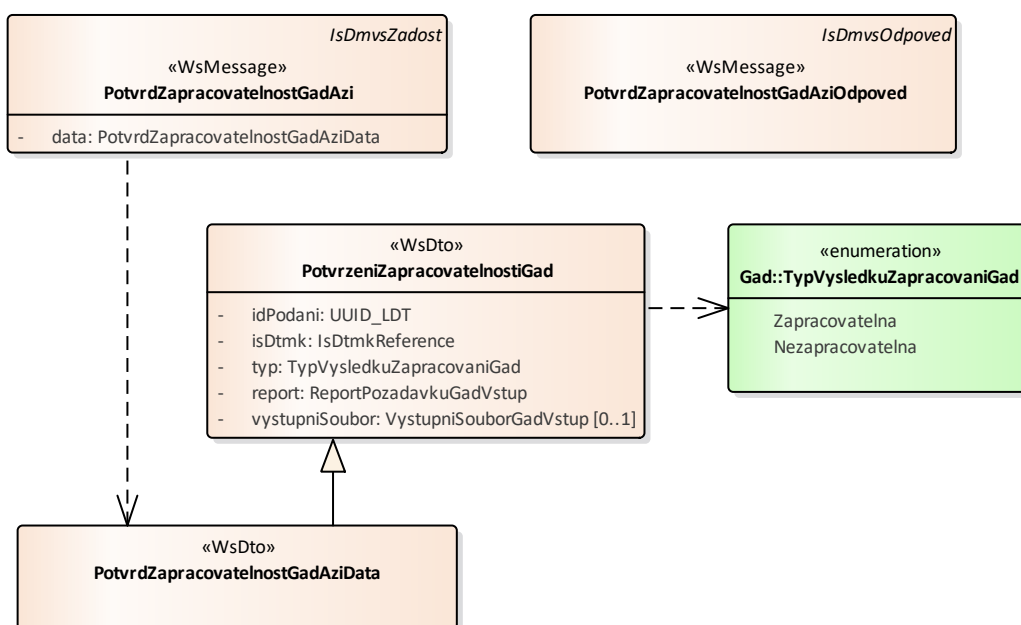 IsDmvsZadost
«WsMessage»
PotvrdZapracovatelnostGadAzi
- data: PotvrdZapracovatelnostGadAziData
IsDmvsOdpoved
«WsMessage»
PotvrdZapracovatelnostGadAziOdpoved
«WsDto»
PotvrzeniZapracovatelnostiGad
- idPodani: UUID_LDT
- isDtmk: IsDtmkReference
- typ: TypVysledkuZapracovaniGad
- report: ReportPozadavkuGadVstup
- vystupniSoubor: VystupniSouborGadVstup [0..1]
«enumeration»
Gad::TypVysledkuZapracovaniGad
Zapracovatelna
Nezapracovatelna
«WsDto»
PotvrdZapracovatelnostGadAziData